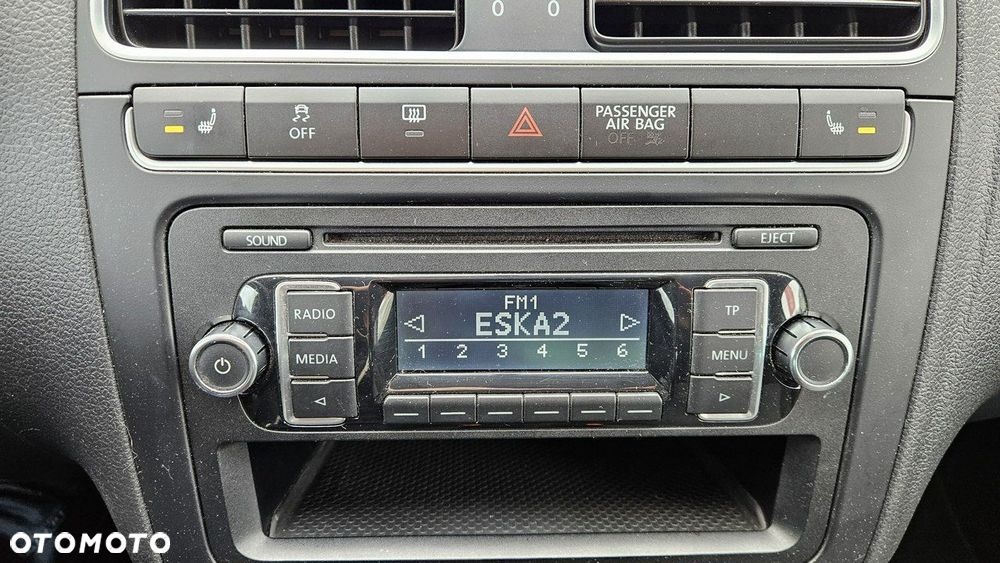 0 0
OFF
PASSENGER
AIR BAG
OFF
SOUND
EJECT
RADIO
FM1
TP
ESKA2
MEDIA
1 2 3 4 5 6
MENU
OTOMOTO